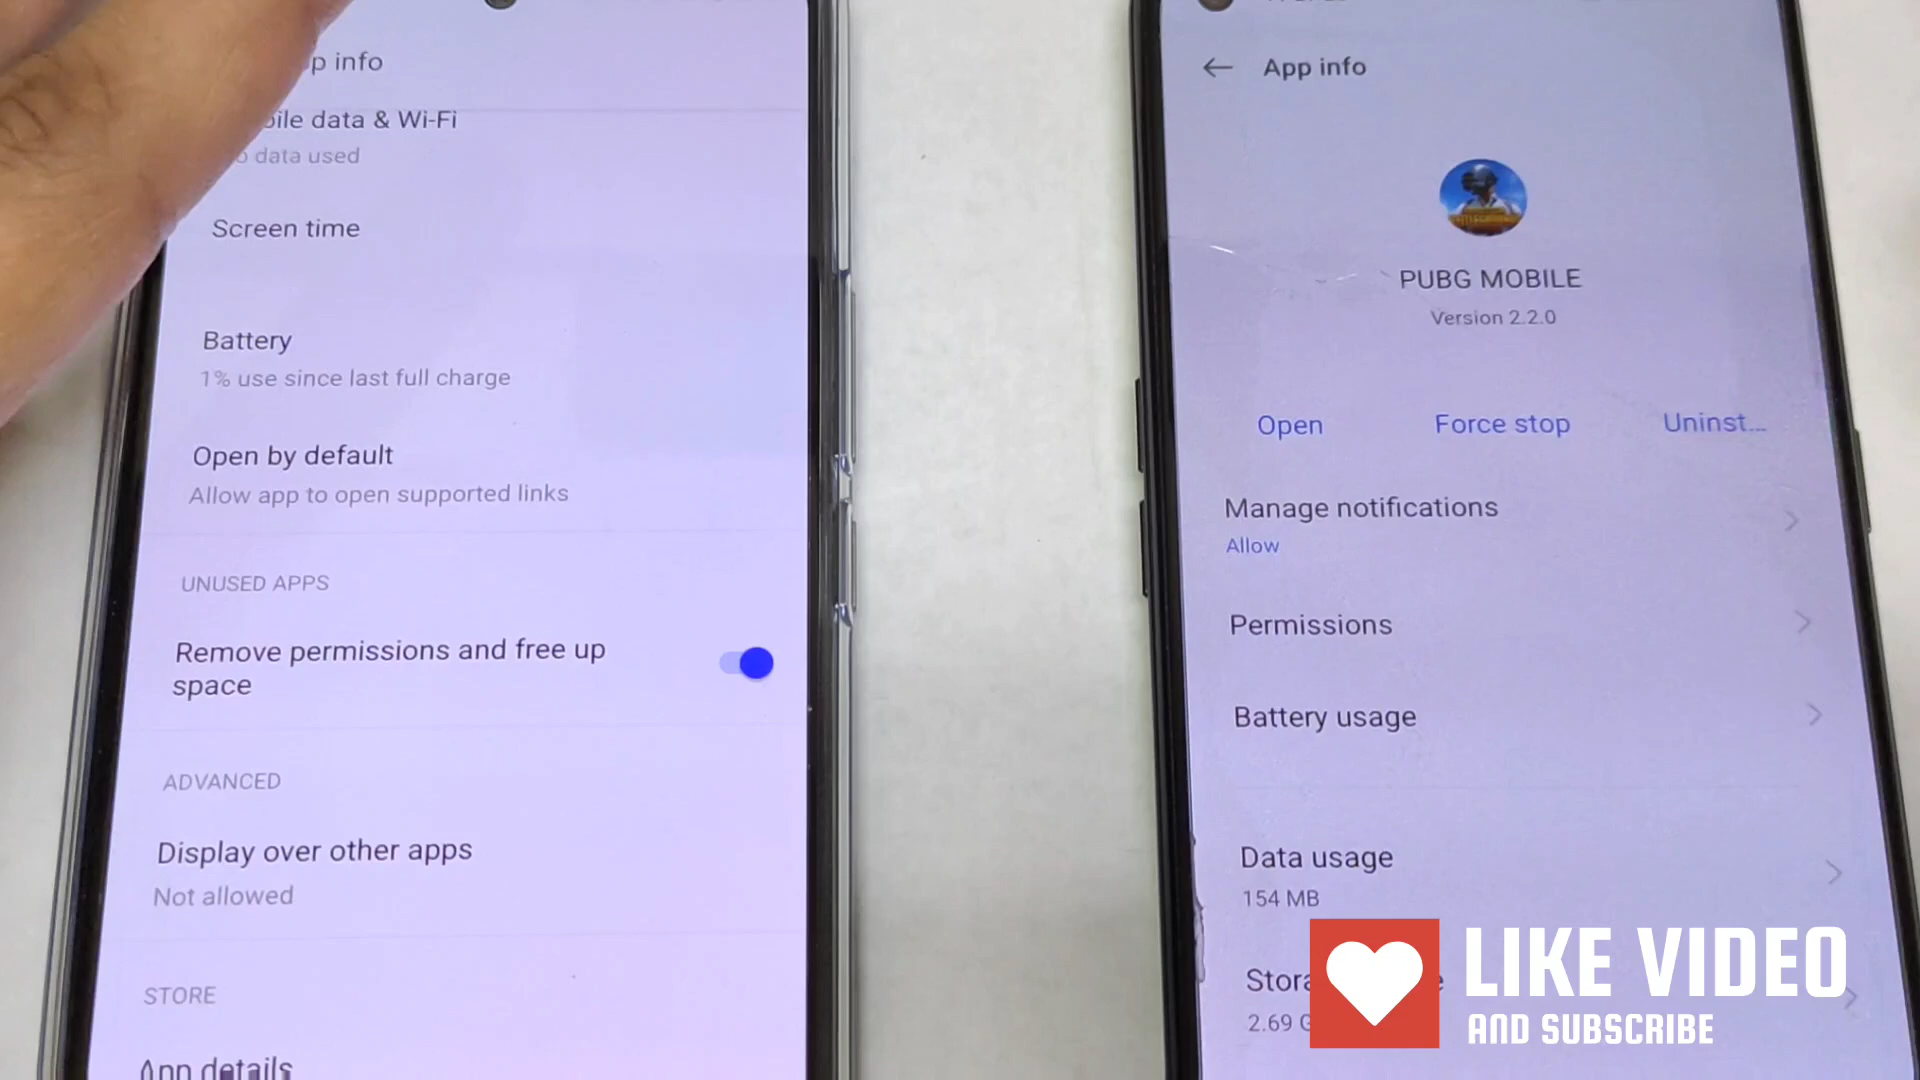 p info
bile data & Wi-Fi
data used
Screen time
Battery
1% use since last full charge
Open by default
Allow app to open supported links
UNUSED APPS
Remove permissions and free up
space
ADVANCED
Display over other apps
Not allowed
STORE
App details
App info
PUBG MOBILE
Version 2.2.0
Open
Force stop
Uninst...
Manage notifications
Allow
Permissions
Battery usage
Data usage
154 MB
Stora
2.69 G
LIKE VIDEO
AND SUBSCRIBE